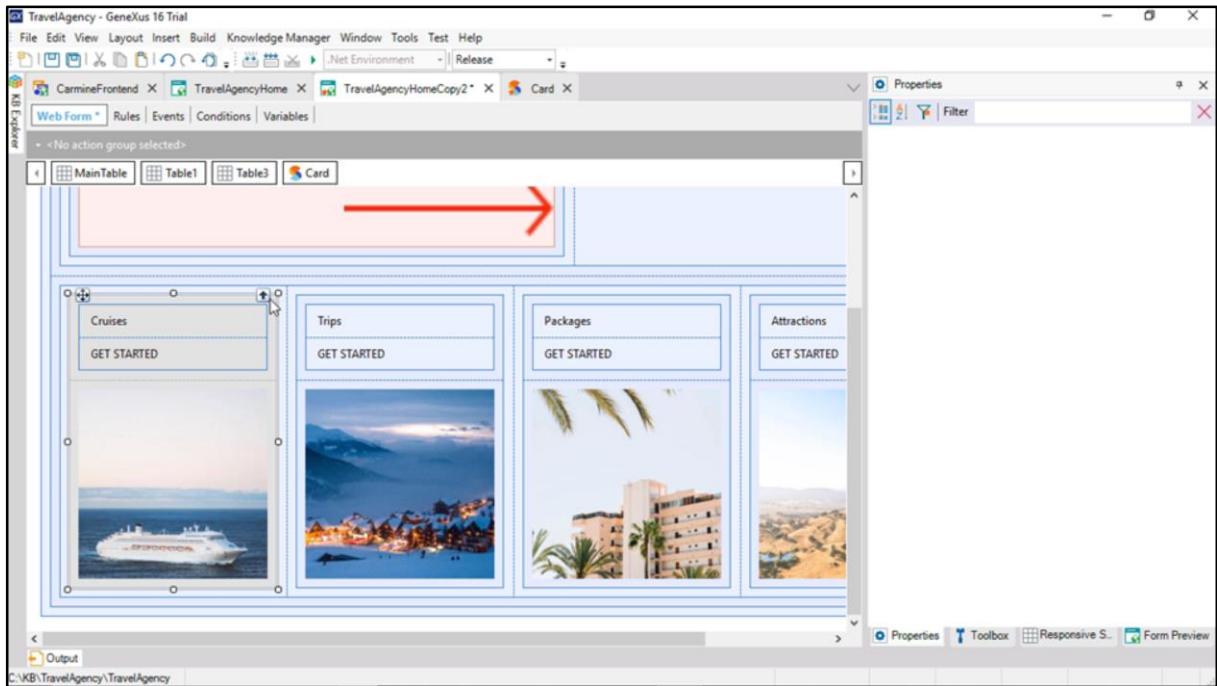 TravelAgency - GeneXus 16 Trial
File Edit View Layout Insert Build Knowledge Manager Window Tools Test Help
.Net Environment Release
KB Explorer
CarmineFrontend TravelAgencyHome TravelAgencyHomeCopy2* Card
Web Form * Rules Events Conditions Variables
<No action group selected>
MainTable Table1 Table3 Card
Properties
Filter
Cruises Trips Packages Attractions
GET STARTED GET STARTED GET STARTED GET STARTED
Properties Toolbox Responsive S... Form Preview
Output
C:\KB\TravelAgency\TravelAgency